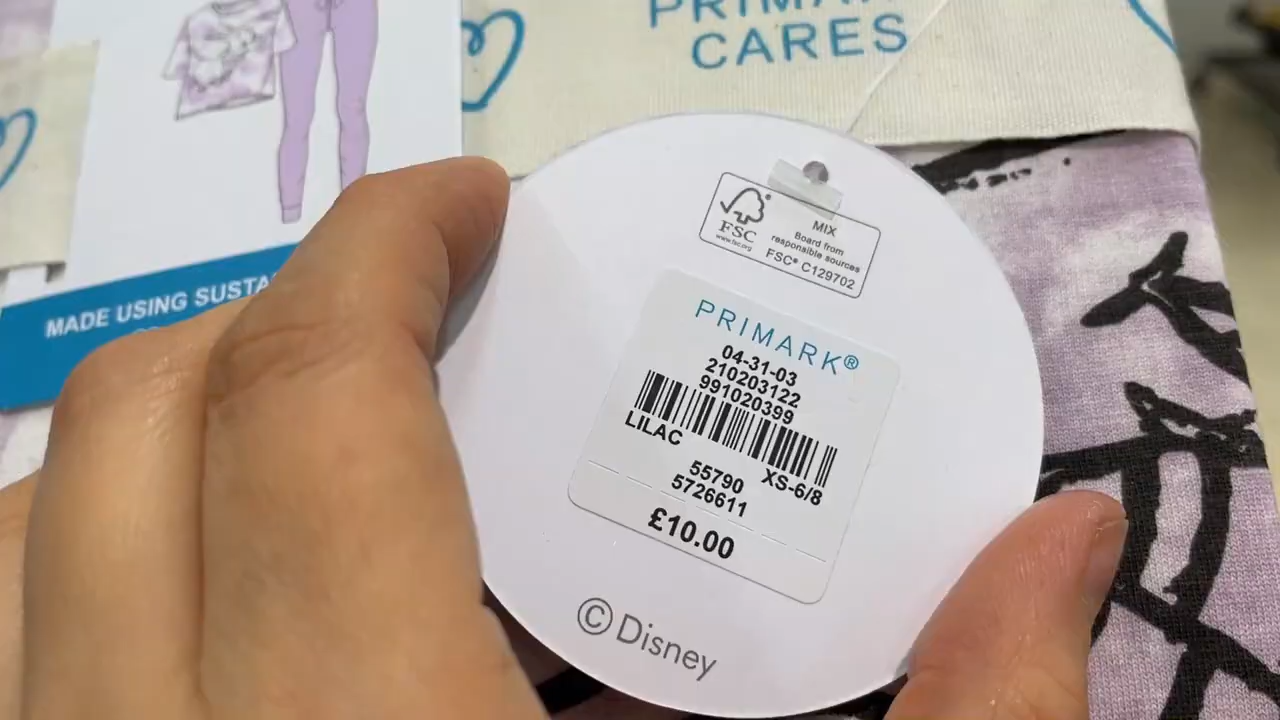 PRIMARK
CARES
MADE USING
FSC
www.fsc.org
MIX
Board from
responsible sources
FSC® C129702
PRIMARK®
04-31-03
210203122
991020399
LILAC
XS-6/8
55790
5726611
£10.00
© Disney